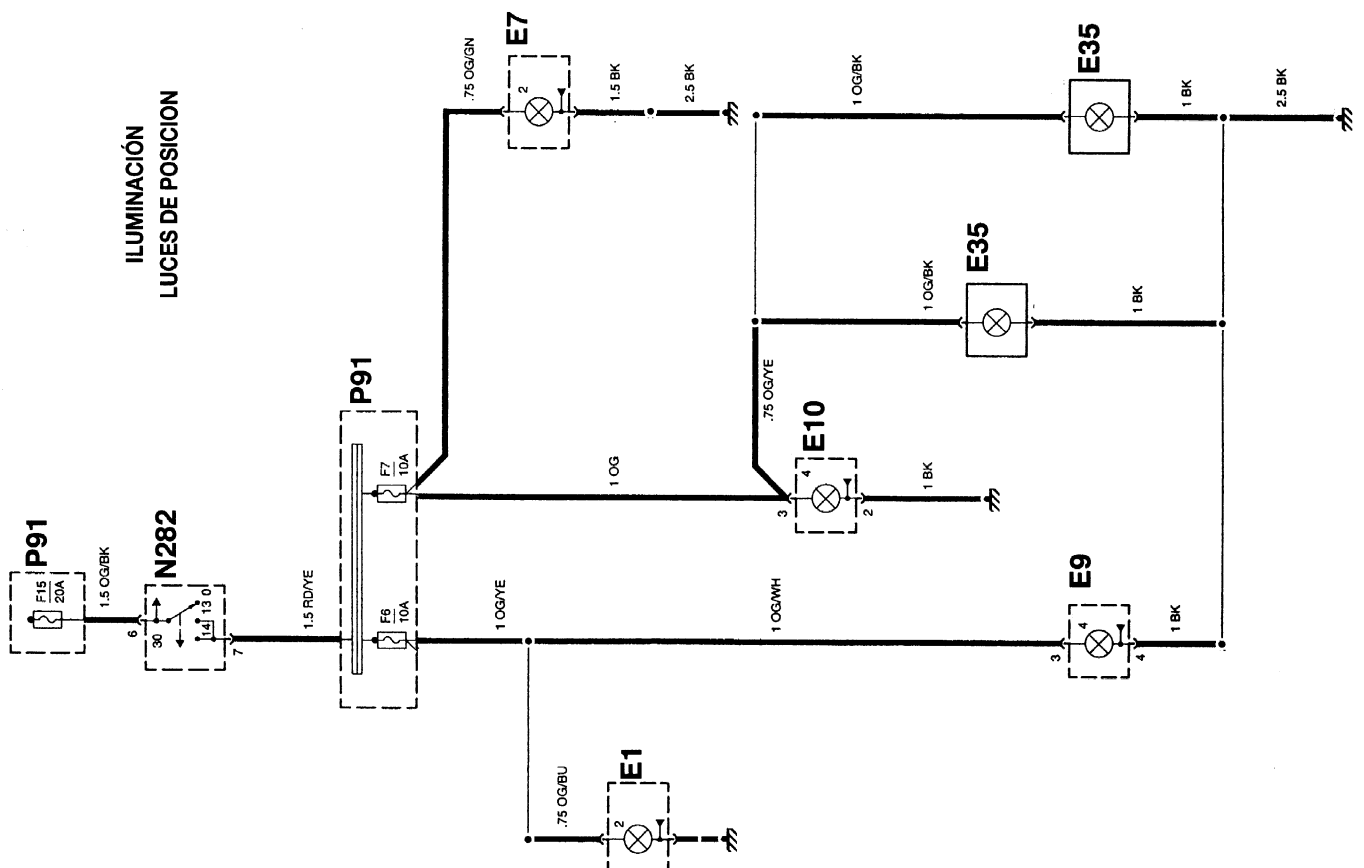 ILUMINACIÓN
LUCES DE POSICION
P91
F15
20A
1.5 OG/BK
6
N282
30
14
13
0
7
1.5 RD/YE
P91
F7
10A
F6
10A
.75 OG/GN
E7
2
1.5 BK
2.5 BK
1 OG
1 OG/YE
.75 OG/YE
E10
3
4
2
1 BK
1 OG/BK
E35
1 BK
1 OG/BK
E35
1 BK
2.5 BK
1 OG/WH
E9
3
4
4
1 BK
.75 OG/BU
E1
2